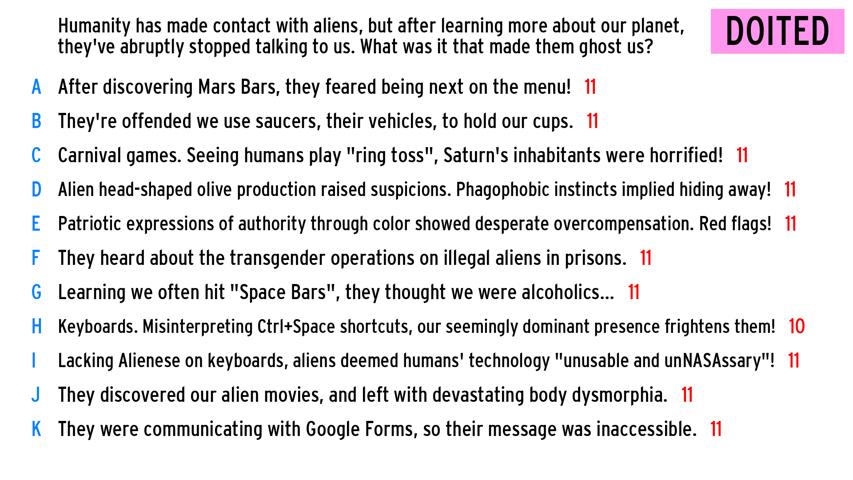 Humanity has made contact with aliens, but after learning more about our planet,
they've abruptly stopped talking to us. What was it that made them ghost us?
DOITED
A After discovering Mars Bars, they feared being next on the menu! 11
B They're offended we use saucers, their vehicles, to hold our cups. 11
C Carnival games. Seeing humans play "ring toss", Saturn's inhabitants were horrified! 11
D Alien head-shaped olive production raised suspicions. Phagophobic instincts implied hiding away! 11
E Patriotic expressions of authority through color showed desperate overcompensation. Red flags! 11
F They heard about the transgender operations on illegal aliens in prisons. 11
G Learning we often hit "Space Bars", they thought we were alcoholics... 11
H Keyboards. Misinterpreting Ctrl+Space shortcuts, our seemingly dominant presence frightens them! 10
I Lacking Alienese on keyboards, aliens deemed humans' technology "unusable and unNASAssary"! 11
J They discovered our alien movies, and left with devastating body dysmorphia. 11
K They were communicating with Google Forms, so their message was inaccessible. 11